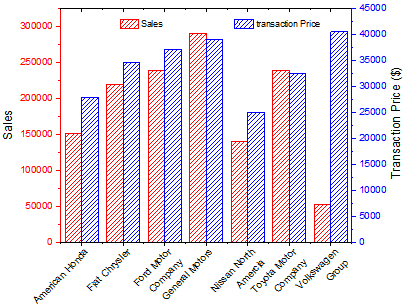 Sales
transaction Price
Sales
300000
250000
200000
150000
100000
50000
0
45000
40000
35000
30000
25000
20000
15000
10000
5000
0
Transaction Price ($)
American Honda
Fiat Chrysler
Ford Motor
Company
General Motors
Nissan North
Amercia
Toyota Motor
Company
Volkswagen
Group